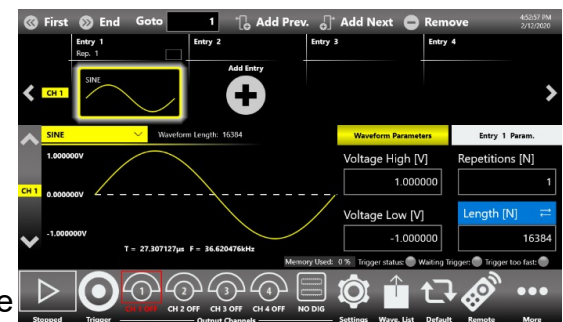 First End Goto 1 Add Prev. Add Next Remove 4:52:57 PM
2/12/2020
Entry 1 Entry 2 Entry 3 Entry 4
Rep. 1
Add Entry
SINE
CH 1
SINE Waveform Length: 16384 Waveform Parameters Entry 1 Param.
1.000000V
Voltage High [V] Repetitions [N]
1.000000 1
CH 1 0.000000V
Voltage Low [V] Length [N]
-1.000000V
-1.000000 16384
T = 27.307127µs F = 36.620476kHz
Memory Used: 0 % Trigger status: Waiting Trigger: Trigger too fast:
e
1 2 3 4
CH 1 OFF CH 2 OFF CH 3 OFF CH 4 OFF NO DIG
Stopped Trigger Output Channels Settings Wave. List Default Remote More